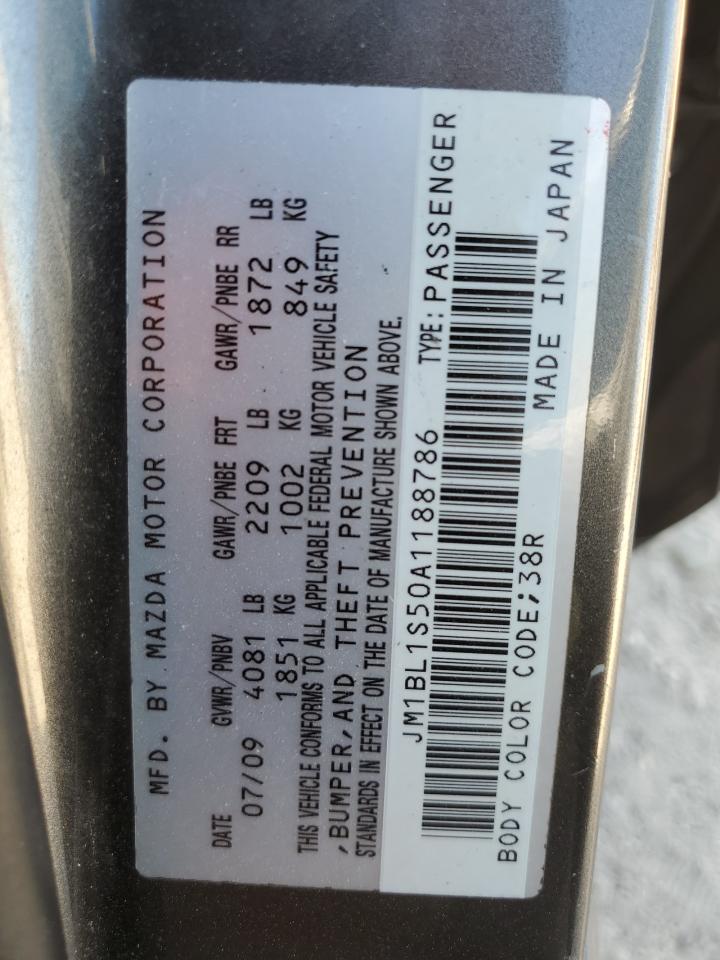 MFD. BY MAZDA MOTOR CORPORATION
DATE GVWR/PNBV GAWR/PNBE FRT GAWR/PNBE RR
07/09 4081 LB 2209 LB 1872 LB
1851 KG 1002 KG 849 KG
THIS VEHICLE CONFORMS TO ALL APPLICABLE FEDERAL MOTOR VEHICLE SAFETY
,BUMPER,AND THEFT PREVENTION
STANDARDS IN EFFECT ON THE DATE OF MANUFACTURE SHOWN ABOVE.
JM1BL1S50A1188786 TYPE:PASSENGER
BODY COLOR CODE;38R MADE IN JAPAN